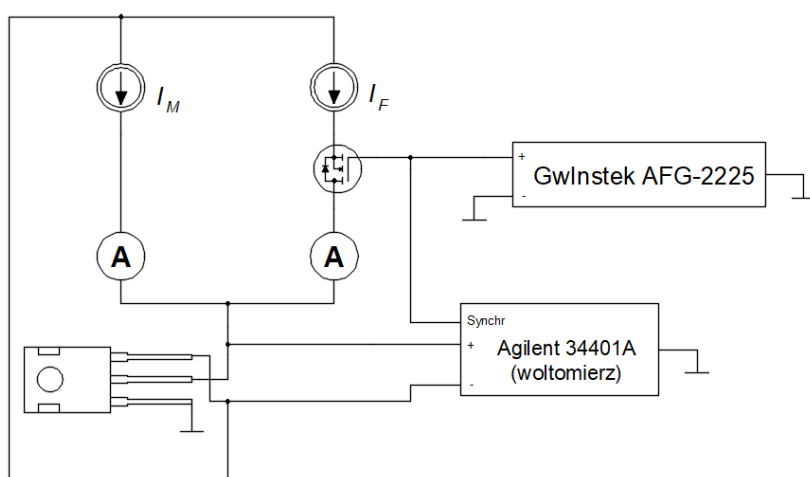 I_M
I_F
+
GwInstek AFG-2225
-
A
A
Synchr
+
Agilent 34401A
(woltomierz)
-